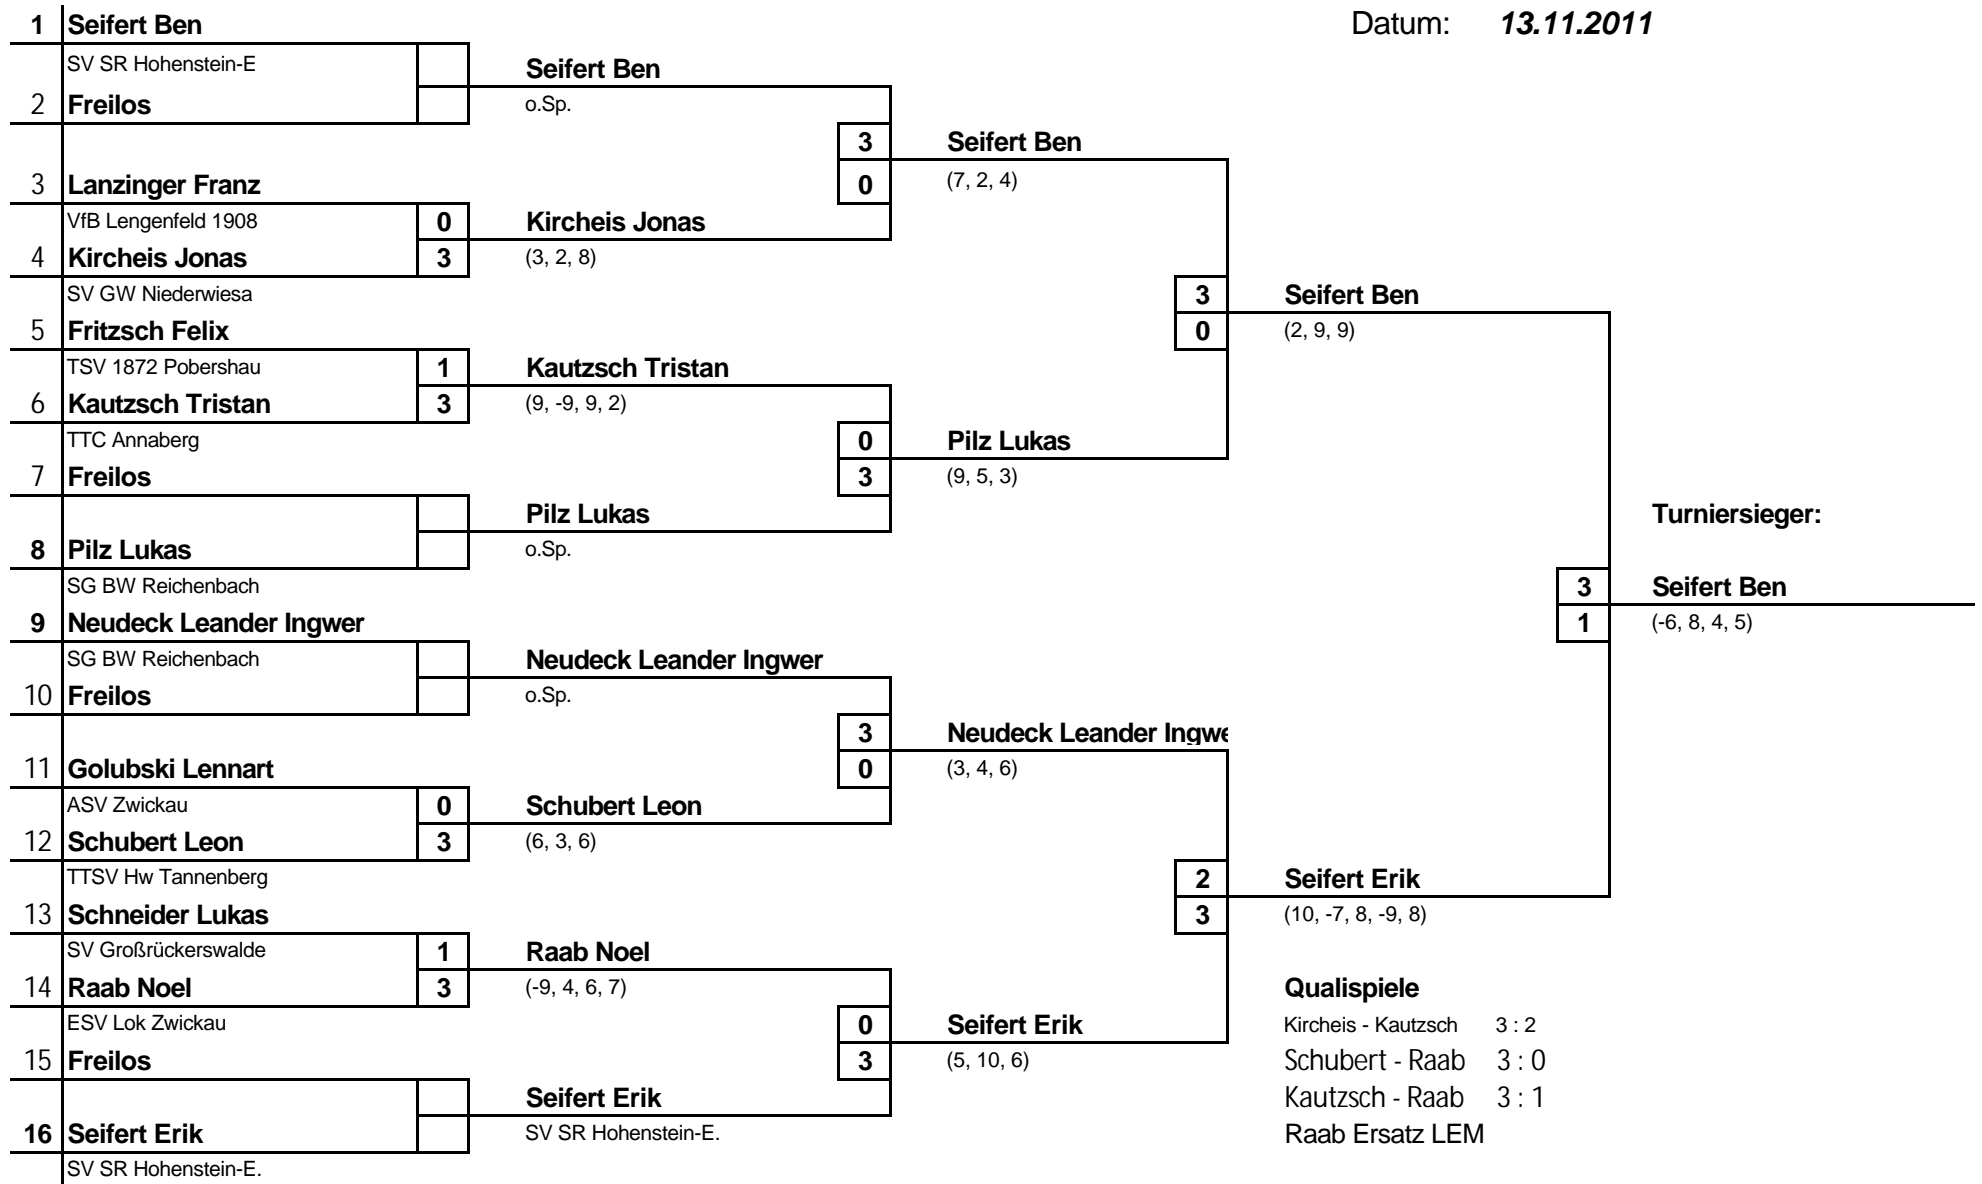 Datum: 13.11.2011
1 Seifert Ben
SV SR Hohenstein-E
2 Freilos
3 Lanzinger Franz
VfB Lengenfeld 1908 0
4 Kircheis Jonas 3
SV GW Niederwiesa
5 Fritzsch Felix
TSV 1872 Pobershau 1
6 Kautzsch Tristan 3
TTC Annaberg
7 Freilos
8 Pilz Lukas
SG BW Reichenbach
9 Neudeck Leander Ingwer
SG BW Reichenbach
10 Freilos
11 Golubski Lennart
ASV Zwickau 0
12 Schubert Leon 3
TTSV Hw Tannenberg
13 Schneider Lukas
SV Großrückerswalde 1
14 Raab Noel 3
ESV Lok Zwickau
15 Freilos
16 Seifert Erik
SV SR Hohenstein-E.
Seifert Ben
o.Sp.
3
0
Kircheis Jonas
(3, 2, 8)
Kautzsch Tristan
(9, -9, 9, 2)
0
3
Pilz Lukas
o.Sp.
Neudeck Leander Ingwer
o.Sp.
3
0
Schubert Leon
(6, 3, 6)
Raab Noel
(-9, 4, 6, 7)
0
3
Seifert Erik
SV SR Hohenstein-E.
Seifert Ben
(7, 2, 4)
3
0
Pilz Lukas
(9, 5, 3)
Neudeck Leander Ingwe
(3, 4, 6)
2
3
Seifert Erik
(5, 10, 6)
Seifert Ben
(2, 9, 9)
3
1
Seifert Erik
(10, -7, 8, -9, 8)
Turniersieger:
Seifert Ben
(-6, 8, 4, 5)
Qualispiele
Kircheis - Kautzsch 3 : 2
Schubert - Raab 3 : 0
Kautzsch - Raab 3 : 1
Raab Ersatz LEM